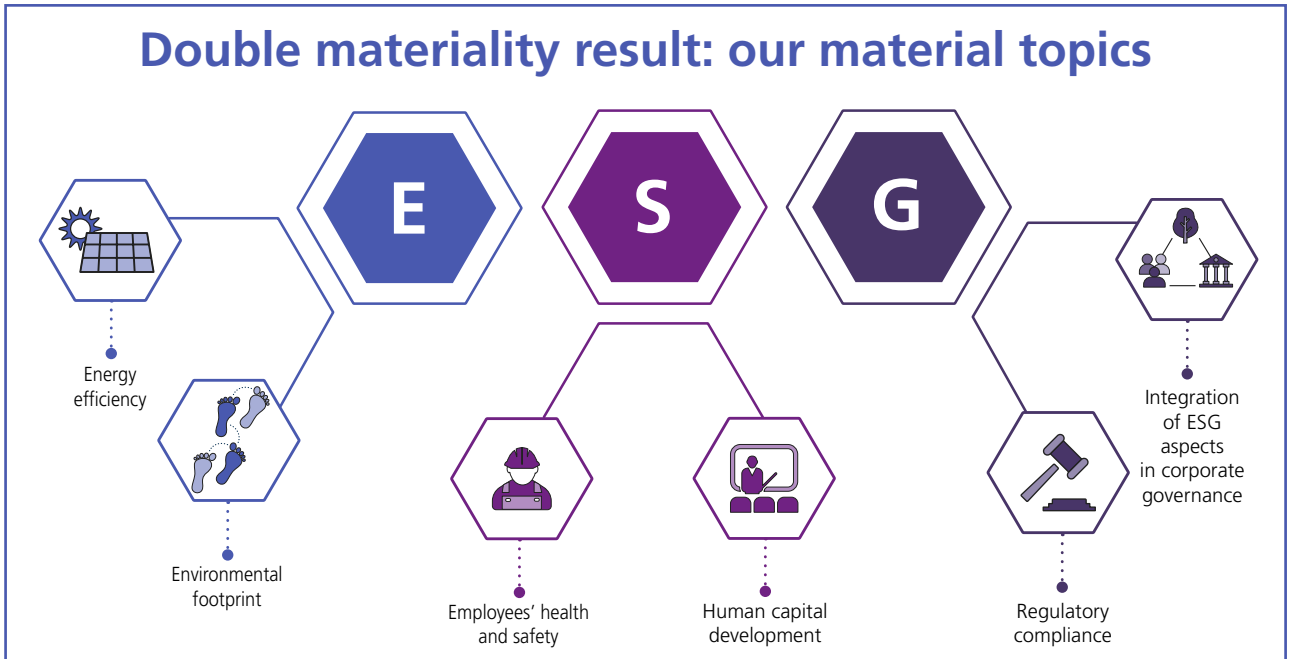 Double materiality result: our material topics
E
S
G
Energy
efficiency
Environmental
footprint
Employees’ health
and safety
Human capital
development
Regulatory
compliance
Integration
of ESG
aspects
in corporate
governance